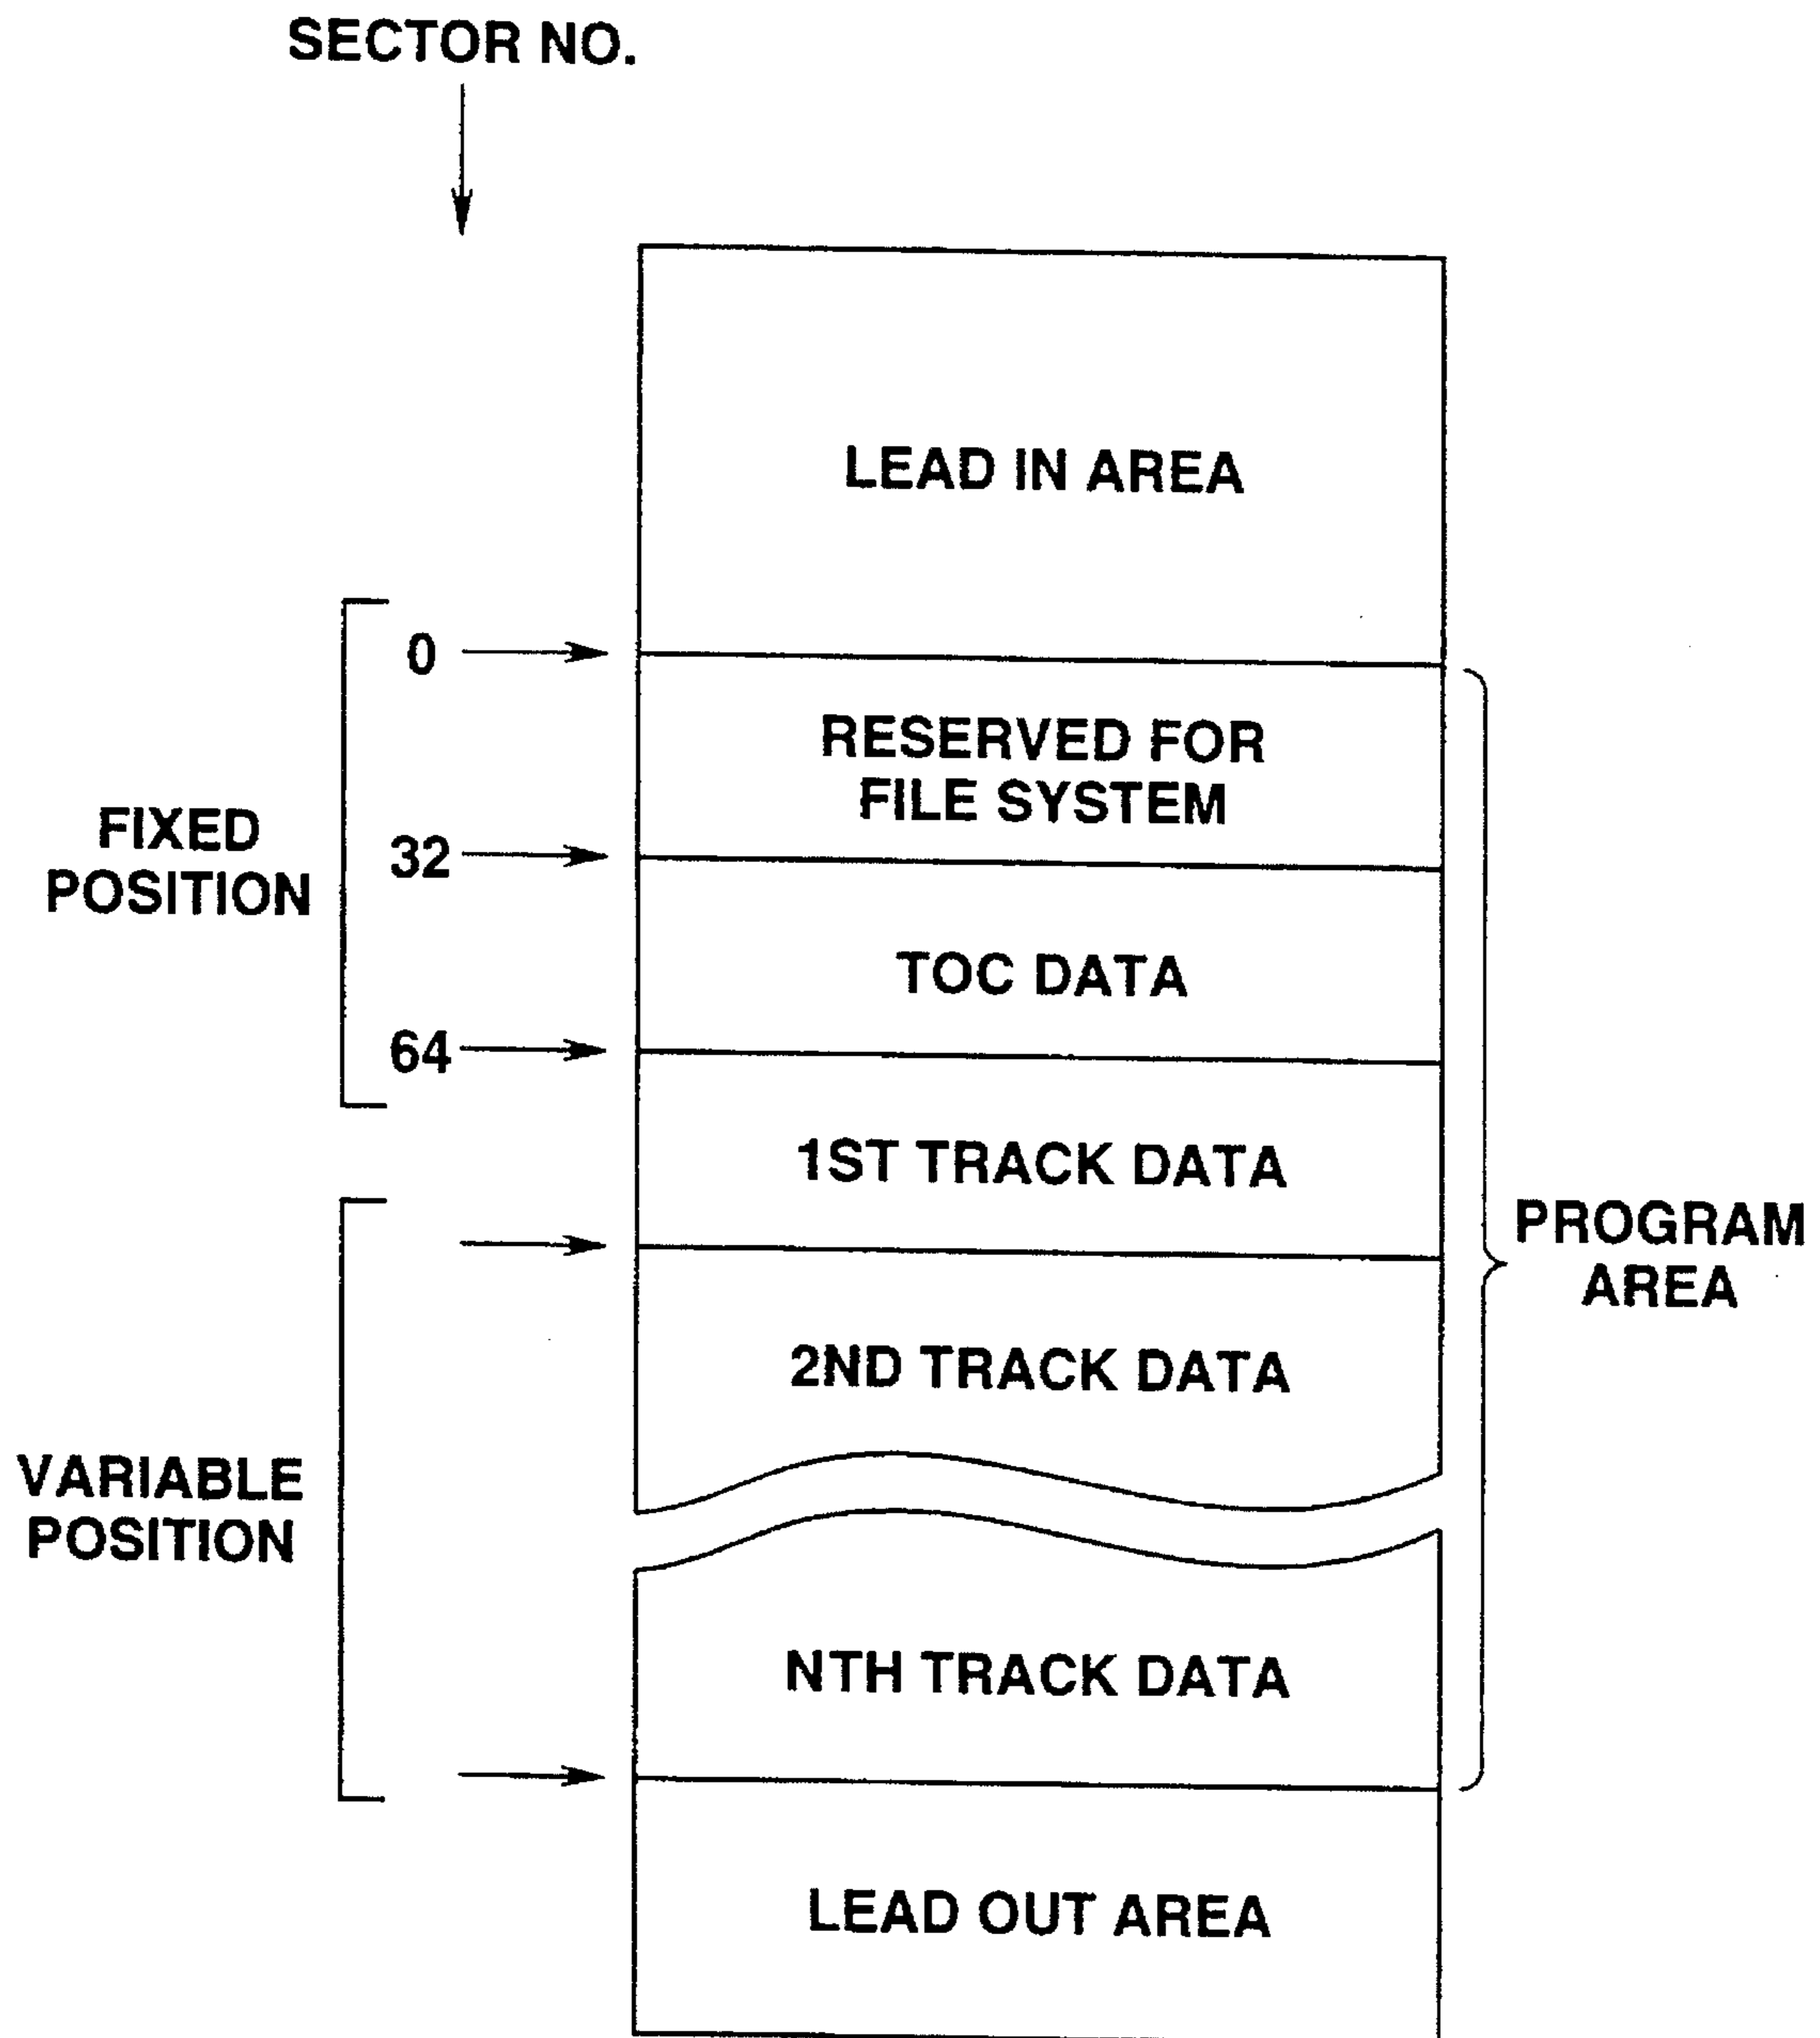 SECTOR NO.
LEAD IN AREA
0
RESERVED FOR
FILE SYSTEM
FIXED
POSITION
32
TOC DATA
64
1ST TRACK DATA
PROGRAM
AREA
2ND TRACK DATA
VARIABLE
POSITION
NTH TRACK DATA
LEAD OUT AREA